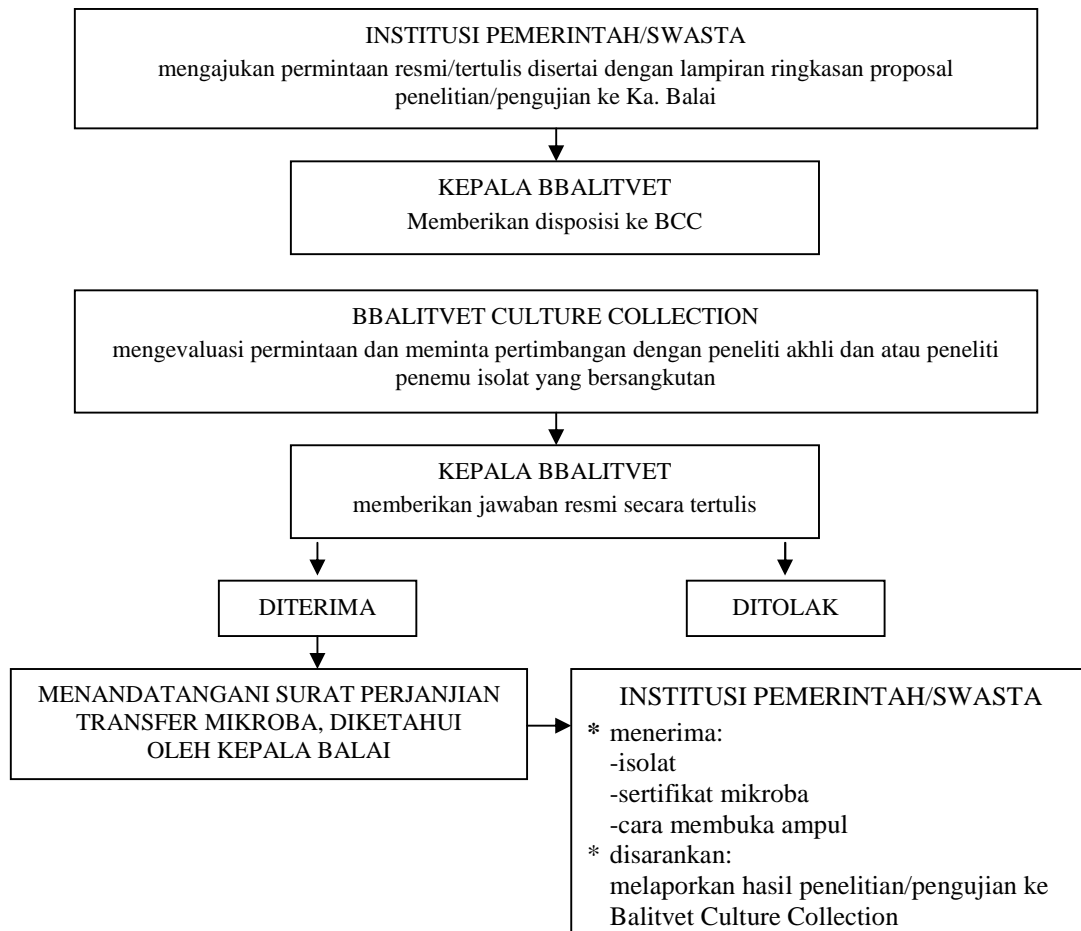 INSTITUSI PEMERINTAH/SWASTA
mengajukan permintaan resmi/tertulis disertai dengan lampiran ringkasan proposal
penelitian/pengujian ke Ka. Balai
KEPALA BBALITVET
Memberikan disposisi ke BCC
BBALITVET CULTURE COLLECTION
mengevaluasi permintaan dan meminta pertimbangan dengan peneliti akhli dan atau peneliti
penemu isolat yang bersangkutan
KEPALA BBALITVET
memberikan jawaban resmi secara tertulis
DITERIMA
DITOLAK
MENANDATANGANI SURAT PERJANJIAN
TRANSFER MIKROBA, DIKETAHUI
OLEH KEPALA BALAI
INSTITUSI PEMERINTAH/SWASTA
* menerima:
-isolat
-sertifikat mikroba
-cara membuka ampul
* disarankan:
melaporkan hasil penelitian/pengujian ke
Balitvet Culture Collection